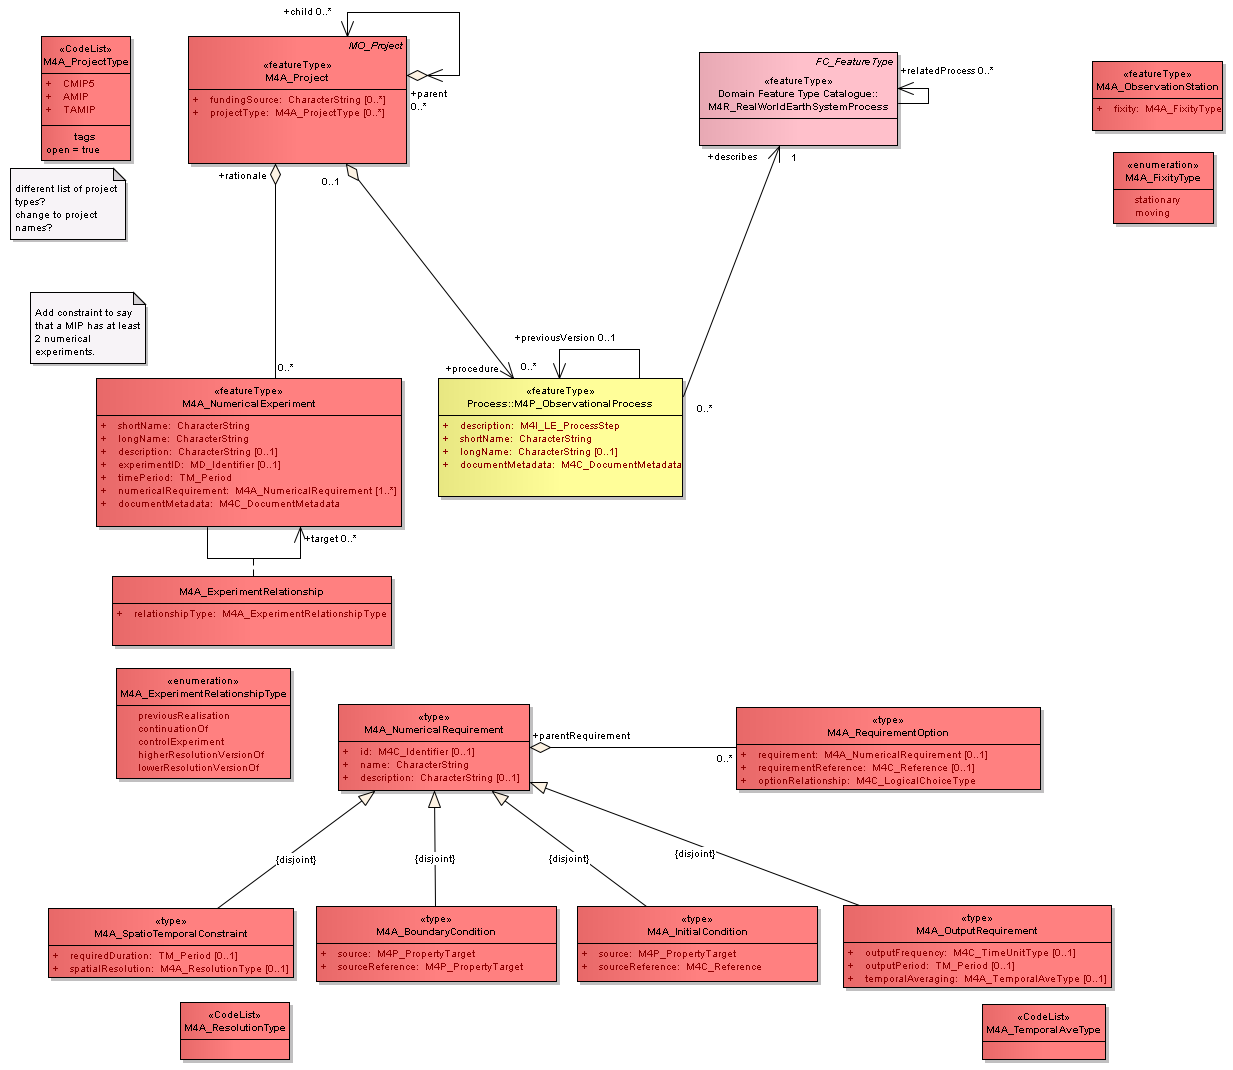 +child 0..*
«CodeList»
M4A_ProjectType
+ CMIP5
+ AMIP
+ TAMIP
tags
open = true
MO_Project
«featureType»
M4A_Project
+ fundingSource: CharacterString [0..*]
+ projectType: M4A_ProjectType [0..*]
+parent
0..*
FC_FeatureType
«featureType»
Domain Feature Type Catalogue::
M4R_RealWorldEarthSystemProcess
+relatedProcess 0..*
«featureType»
M4A_ObservationStation
+ fixity: M4A_FixityType
«enumeration»
M4A_FixityType
stationary
moving
different list of project
types?
change to project
names?
+rationale
0..1
+describes
1
Add constraint to say
that a MIP has at least
2 numerical
experiments.
0..*
+previousVersion 0..1
+procedure
0..*
0..*
«featureType»
M4A_NumericalExperiment
+ shortName: CharacterString
+ longName: CharacterString
+ description: CharacterString [0..1]
+ experimentID: MD_Identifier [0..1]
+ timePeriod: TM_Period
+ numericalRequirement: M4A_NumericalRequirement [1..*]
+ documentMetadata: M4C_DocumentMetadata
«featureType»
Process::M4P_ObservationalProcess
+ description: M4I_LE_ProcessStep
+ shortName: CharacterString
+ longName: CharacterString [0..1]
+ documentMetadata: M4C_DocumentMetadata
+target 0..*
M4A_ExperimentRelationship
+ relationshipType: M4A_ExperimentRelationshipType
«enumeration»
M4A_ExperimentRelationshipType
previousRealisation
continuationOf
controlExperiment
higherResolutionVersionOf
lowerResolutionVersionOf
«type»
M4A_NumericalRequirement
+ id: M4C_Identifier [0..1]
+ name: CharacterString
+ description: CharacterString [0..1]
+parentRequirement
0..*
«type»
M4A_RequirementOption
+ requirement: M4A_NumericalRequirement [0..1]
+ requirementReference: M4C_Reference [0..1]
+ optionRelationship: M4C_LogicalChoiceType
{disjoint}
{disjoint}
{disjoint}
{disjoint}
«type»
M4A_SpatioTemporalConstraint
+ requiredDuration: TM_Period [0..1]
+ spatialResolution: M4A_ResolutionType [0..1]
«type»
M4A_BoundaryCondition
+ source: M4P_PropertyTarget
+ sourceReference: M4P_PropertyTarget
«type»
M4A_InitialCondition
+ source: M4P_PropertyTarget
+ sourceReference: M4C_Reference
«type»
M4A_OutputRequirement
+ outputFrequency: M4C_TimeUnitType [0..1]
+ outputPeriod: TM_Period [0..1]
+ temporalAveraging: M4A_TemporalAveType [0..1]
«CodeList»
M4A_ResolutionType
«CodeList»
M4A_TemporalAveType